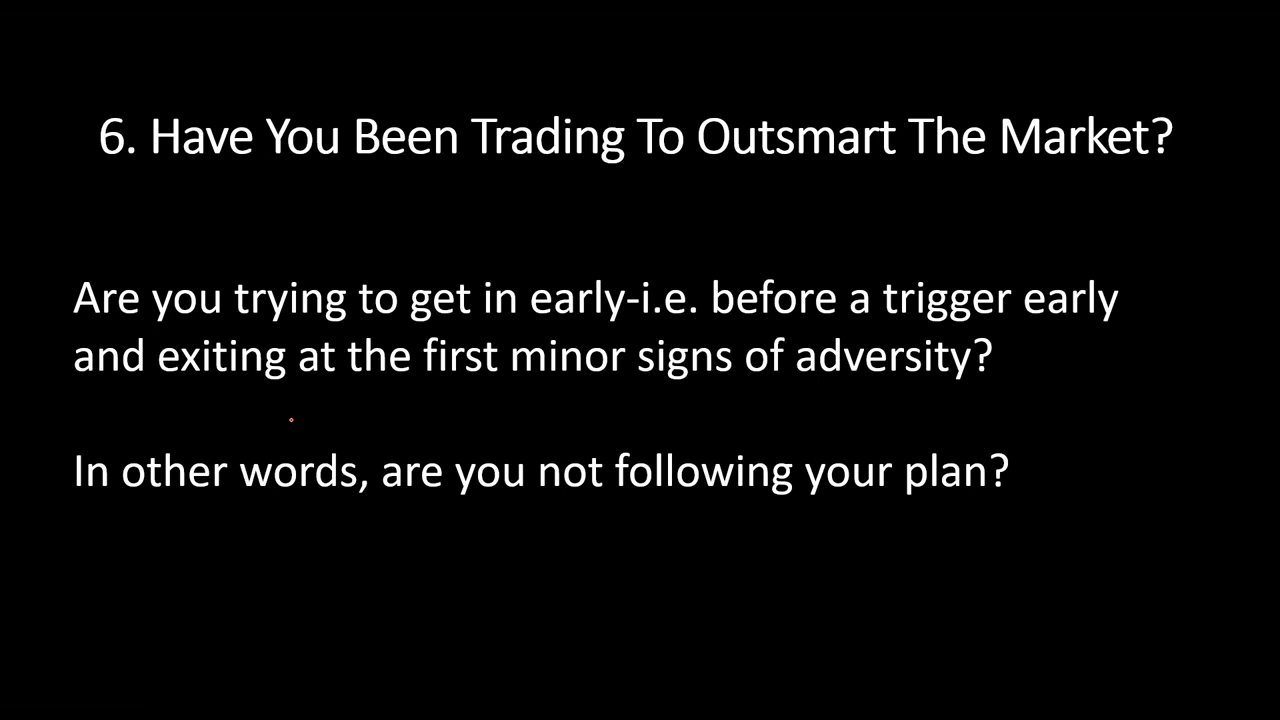 6. Have You Been Trading To Outsmart The Market?
Are you trying to get in early-i.e. before a trigger early
and exiting at the first minor signs of adversity?
In other words, are you not following your plan?